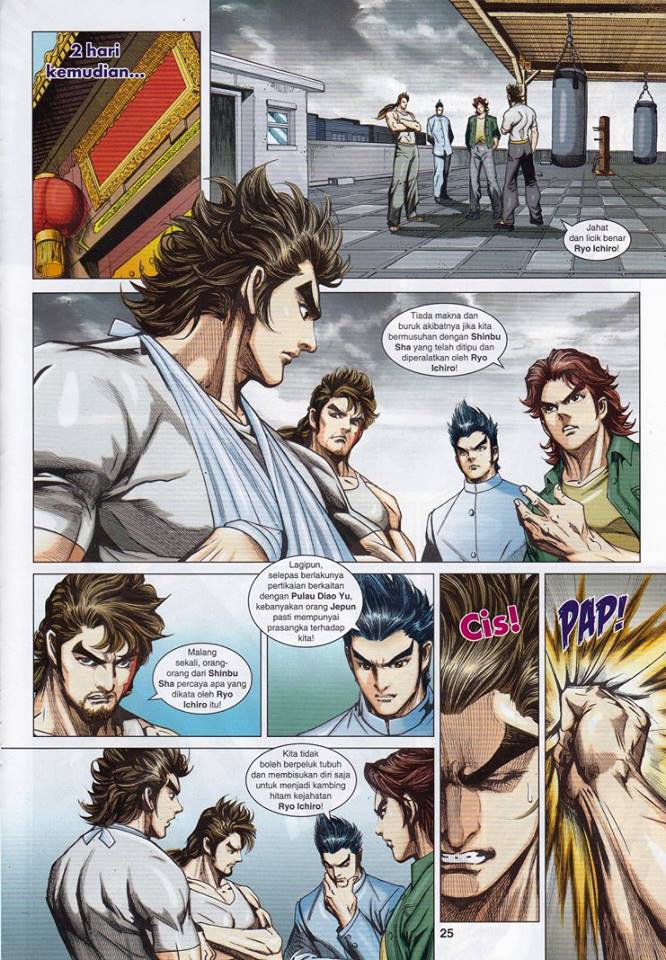 2 hari
kemudian...
Jahat
dan licik benar
Ryo Ichiro!
Tiada makna dan
buruk akibatnya jika kita
bermusuhan dengan Shinbu
Sha yang telah ditipu dan
diperalatkan oleh Ryo
Ichiro!
Malang
sekali, orang-
orang dari Shinbu
Sha percaya apa yang
dikata oleh Ryo
Ichiro itu!
Lagipun,
selepas berlakunya
pertikaian berkaitan
dengan Pulau Diao Yu,
kebanyakan orang Jepun
pasti mempunyai
prasangka terhadap
kita!
Cis!
PAP!
Kita tidak
boleh berpeluk tubuh
dan membisukan diri saja
untuk menjadi kambing
hitam kejahatan
Ryo Ichiro!
25